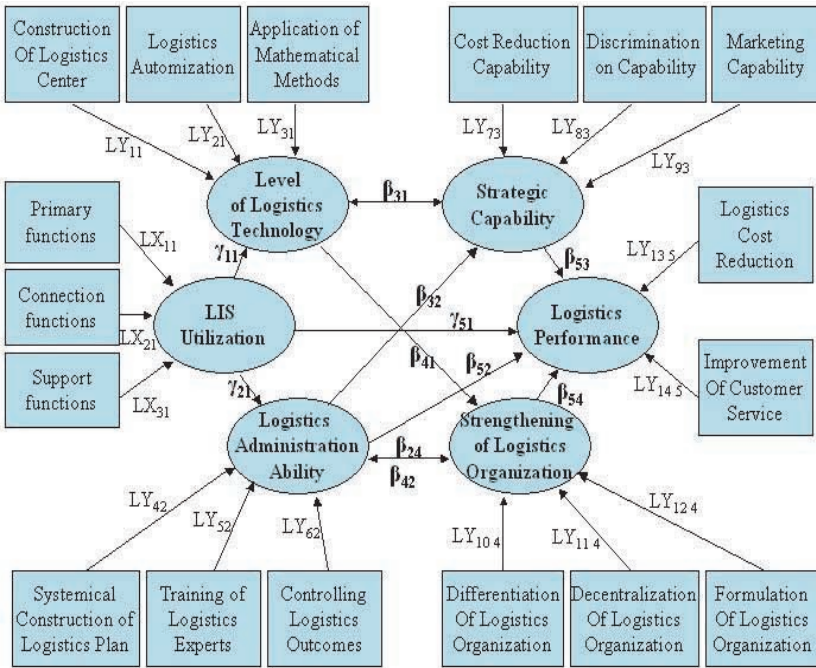 Construction
Of Logistics
Center
Logistics
Automization
Application of
Mathematical
Methods
Cost Reduction
Capability
Discrimination
on Capability
Marketing
Capability
LY11
LY21
LY31
LY73
LY83
LY93
Level
of Logistics
Technology
β31
Strategic
Capability
Primary
functions
LX11
γ11
β53
LY13 5
Logistics
Cost
Reduction
Connection
functions
LX21
LIS
Utilization
β32
γ51
Logistics
Performance
Support
functions
LX31
γ21
β41
β52
β54
LY14 5
Improvement
Of Customer
Service
Logistics
Administration
Ability
β24
β42
Strengthening
of Logistics
Organization
LY42
LY52
LY62
LY10 4
LY11 4
LY12 4
Systemical
Construction of
Logistics Plan
Training of
Logistics
Experts
Controlling
Logistics
Outcomes
Differentiation
Of Logistics
Organization
Decentralization
Of Logistics
Organization
Formulation
Of Logistics
Organization